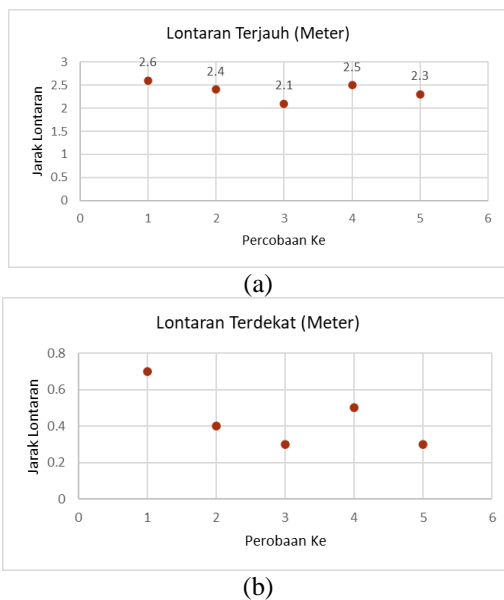 Lontaran Terjauh (Meter)
3
2.5
2
1.5
1
0.5
0
2.6
2.4
2.1
2.5
2.3
Jarak Lontaran
0 1 2 3 4 5 6
Percobaan Ke
(a)
Lontaran Terdekat (Meter)
0.8
0.6
0.4
0.2
0
Jarak Lontaran
0 1 2 3 4 5 6
Perobaan Ke
(b)